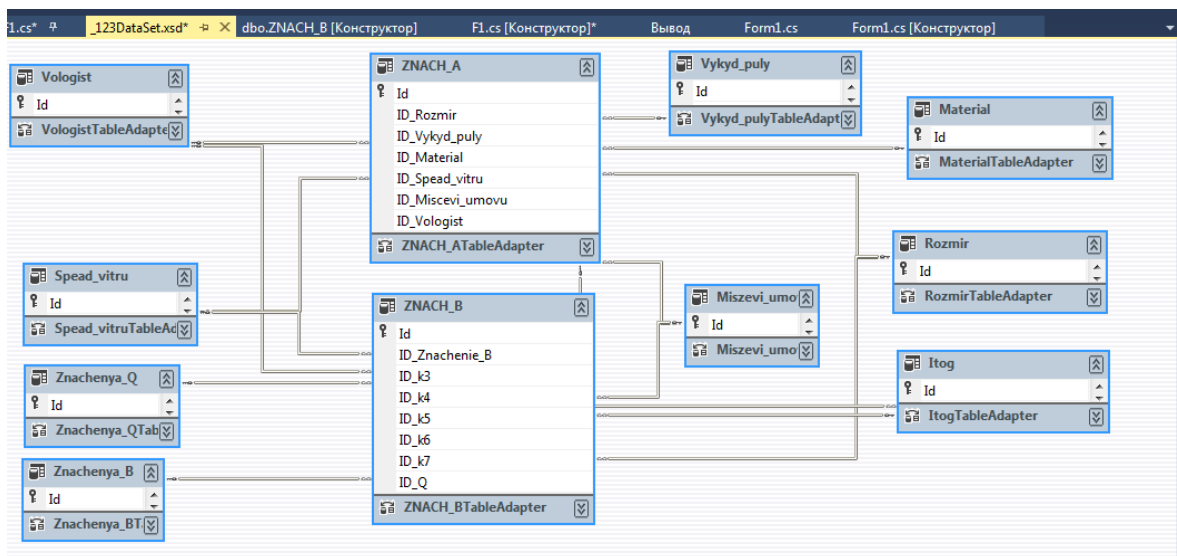 F1.cs*
_123DataSet.xsd*
dbo.ZNACH_B [Конструктор]
F1.cs [Конструктор]*
Вывод
Form1.cs
Form1.cs [Конструктор]
Vologist
Id
VologistTableAdapte
ZNACH_A
Id
ID_Rozmir
ID_Vykyd_puly
ID_Material
ID_Spead_vitru
ID_Miscevi_umovu
ID_Vologist
ZNACH_ATableAdapter
Vykyd_puly
Id
Vykyd_pulyTableAdapt
Material
Id
MaterialTableAdapter
Rozmir
Id
RozmirTableAdapter
Spead_vitru
Id
Spead_vitruTableAd
ZNACH_B
Id
ID_Znachenie_B
ID_k3
ID_k4
ID_k5
ID_k6
ID_k7
ID_Q
ZNACH_BTableAdapter
Miszevi_umo
Id
Miszevi_umo
Itog
Id
ItogTableAdapter
Znachenya_Q
Id
Znachenya_QTab
Znachenya_B
Id
Znachenya_BT